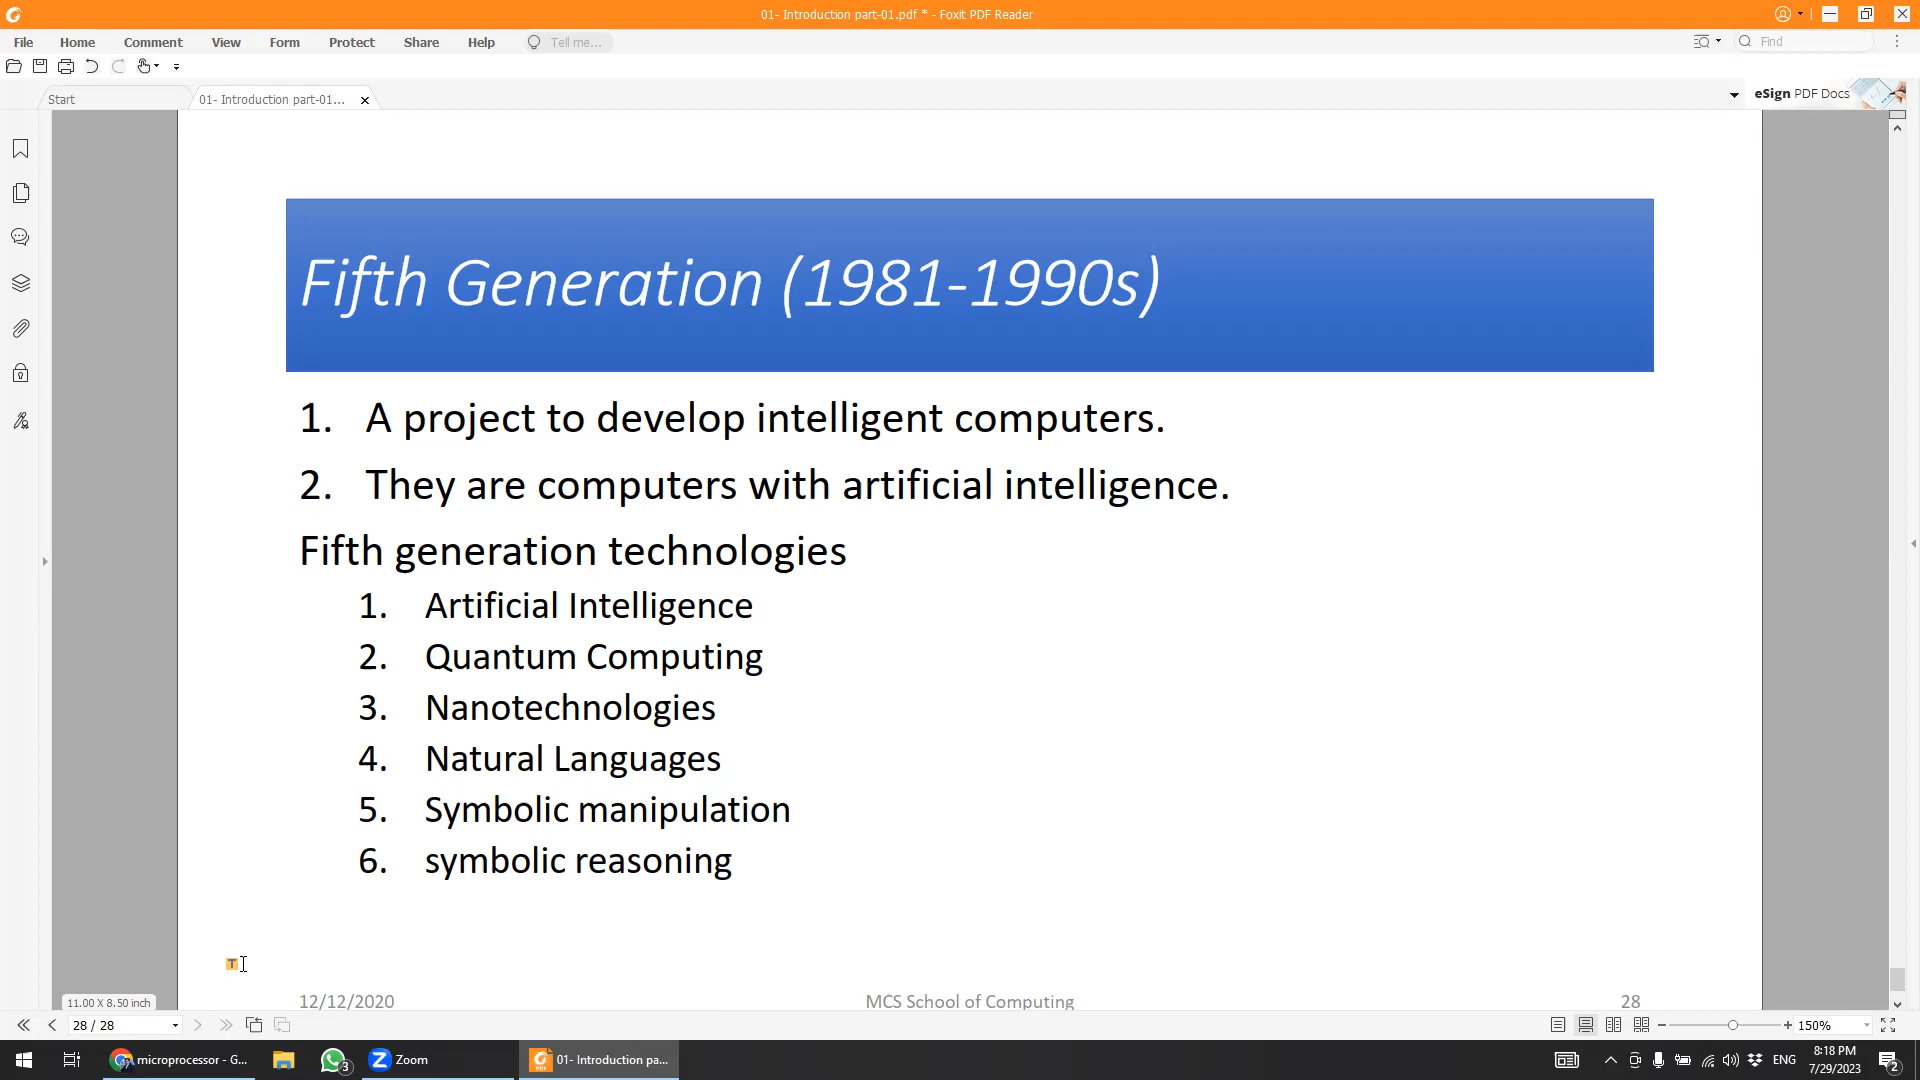 01- Introduction part-01.pdf * - Foxit PDF Reader
File Home Comment View Form Protect Share Help Tell me... Find
Start 01- Introduction part-01... eSign PDF Docs
Fifth Generation (1981-1990s)
1. A project to develop intelligent computers.
2. They are computers with artificial intelligence.
Fifth generation technologies
1. Artificial Intelligence
2. Quantum Computing
3. Nanotechnologies
4. Natural Languages
5. Symbolic manipulation
6. symbolic reasoning
T
11.00 X 8.50 inch
12/12/2020 MCS School of Computing 28
28 / 28 150%
microprocessor - G... 3 Zoom PDF 01- Introduction pa... ENG 8:18 PM
7/29/2023 2